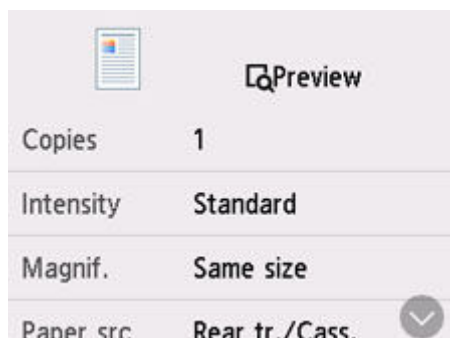 Preview
Copies 1
Intensity Standard
Magnif. Same size
Paper src Rear tr./Cass.